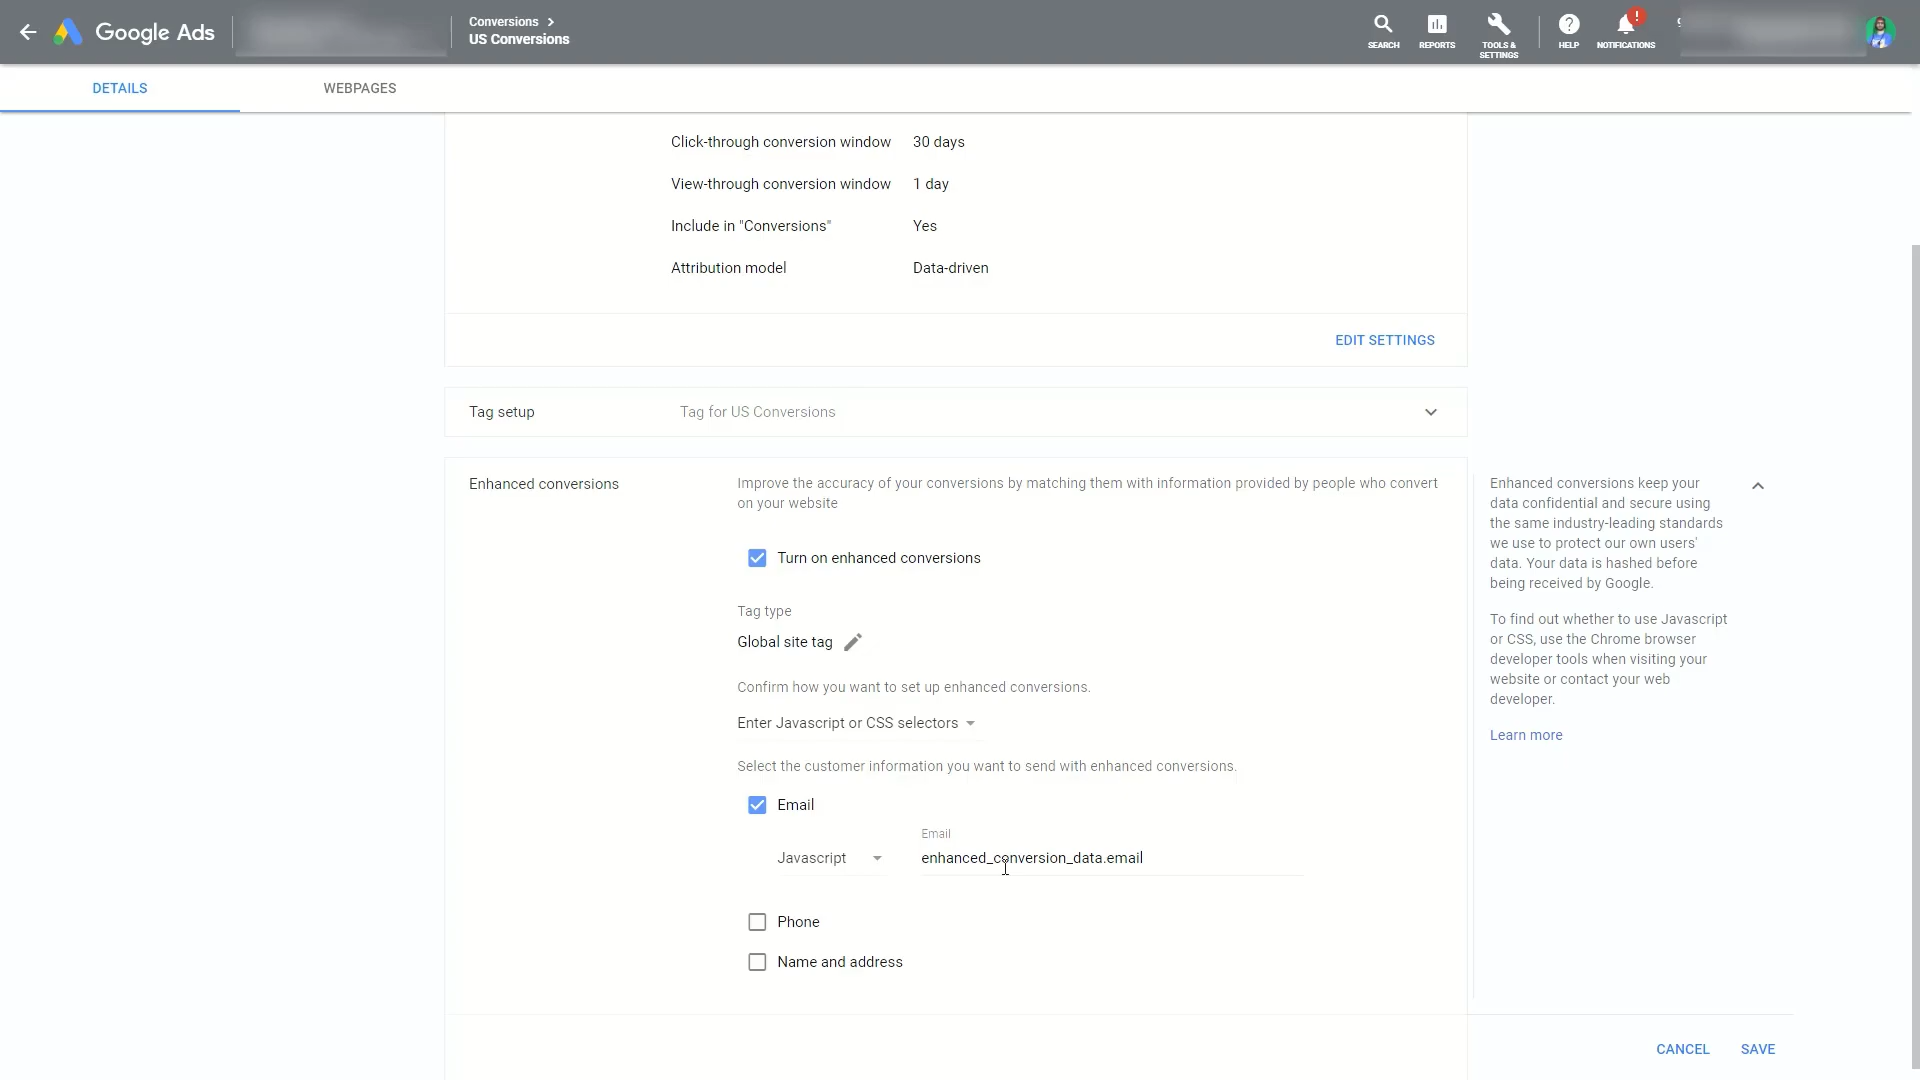 Google Ads
Conversions
US Conversions
SEARCH
REPORTS
TOOLS &
SETTINGS
HELP
!
NOTIFICATIONS
DETAILS
WEBPAGES
Click-through conversion window 30 days
View-through conversion window 1 day
Include in "Conversions" Yes
Attribution model Data-driven
EDIT SETTINGS
Tag setup Tag for US Conversions
Enhanced conversions
Improve the accuracy of your conversions by matching them with information provided by people who convert
on your website
Turn on enhanced conversions
Tag type
Global site tag
Confirm how you want to set up enhanced conversions.
Enter Javascript or CSS selectors
Select the customer information you want to send with enhanced conversions.
Email
Email
Javascript enhanced_conversion_data.email
Phone
Name and address
Enhanced conversions keep your
data confidential and secure using
the same industry-leading standards
we use to protect our own users'
data. Your data is hashed before
being received by Google.
To find out whether to use Javascript
or CSS, use the Chrome browser
developer tools when visiting your
website or contact your web
developer.
Learn more
CANCEL SAVE